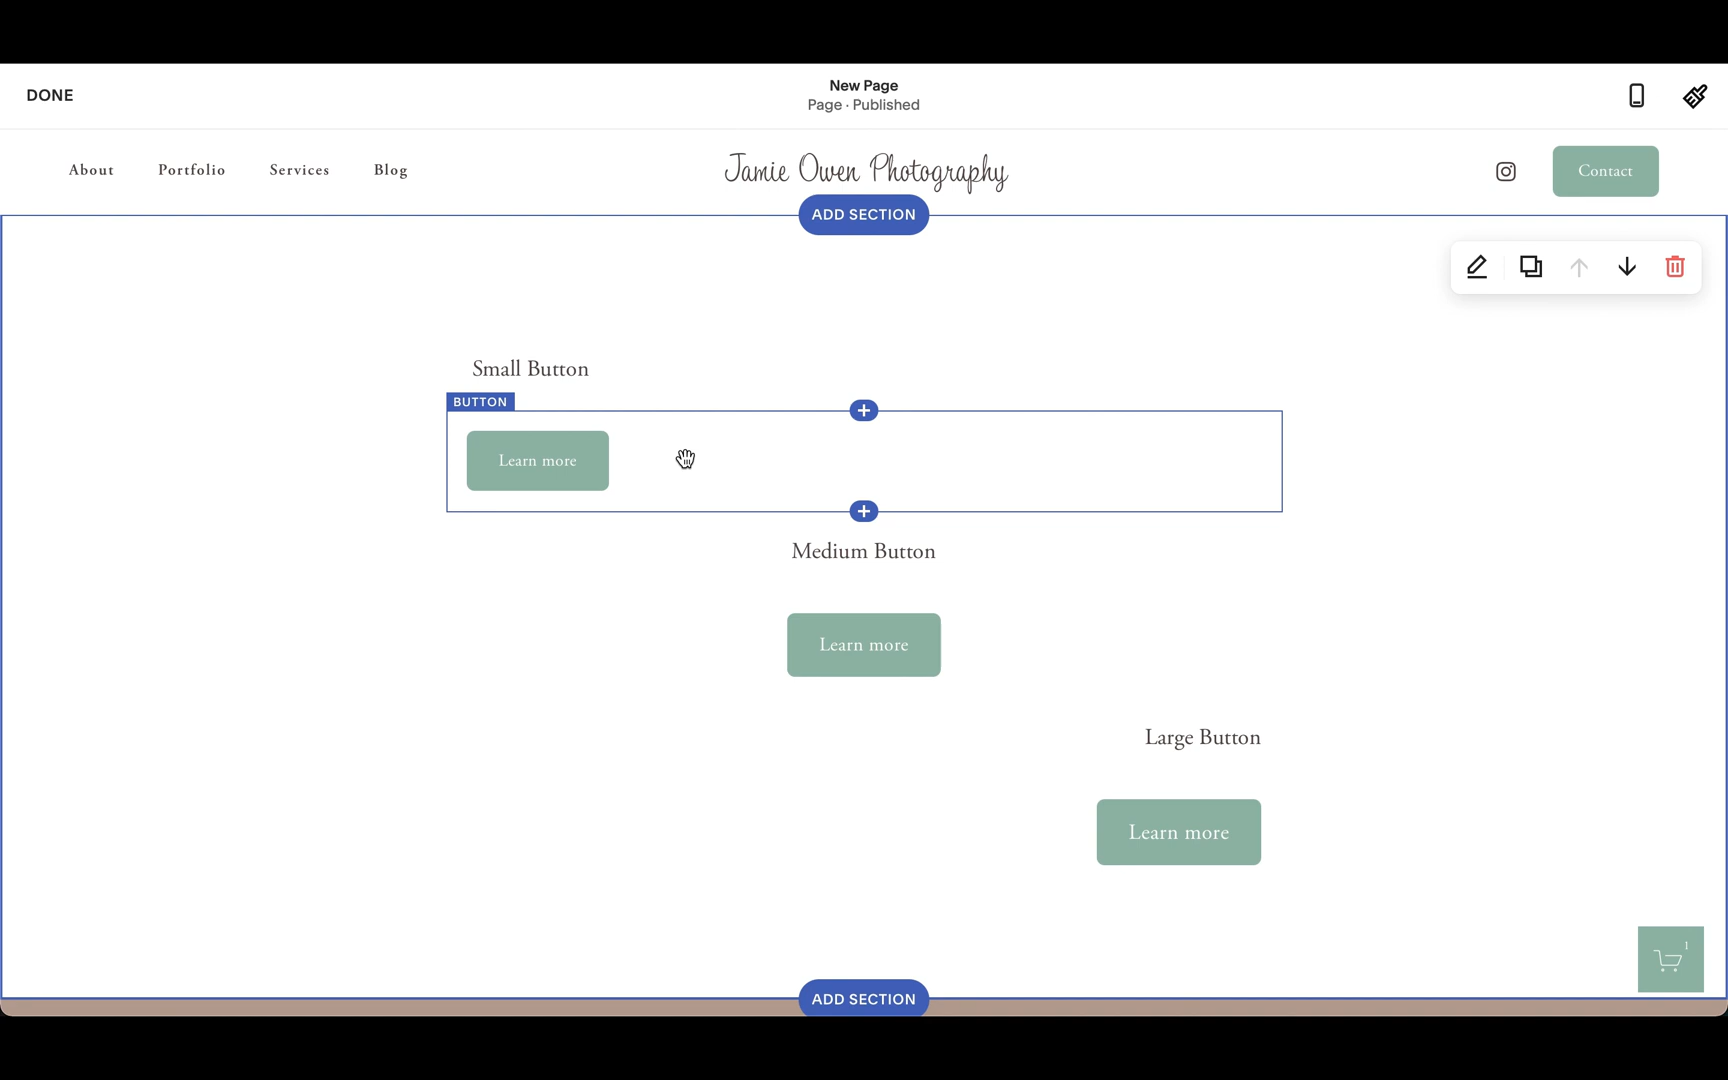 DONE
New Page
Page · Published
About Portfolio Services Blog
Jamie Owen Photography
Contact
ADD SECTION
Small Button
BUTTON
Learn more
Medium Button
Learn more
Large Button
Learn more
1
ADD SECTION